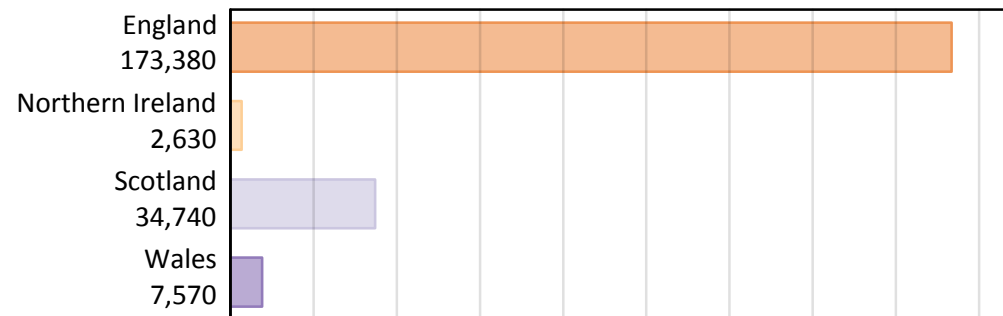 England
173,380
Northern Ireland
2,630
Scotland
34,740
Wales
7,570